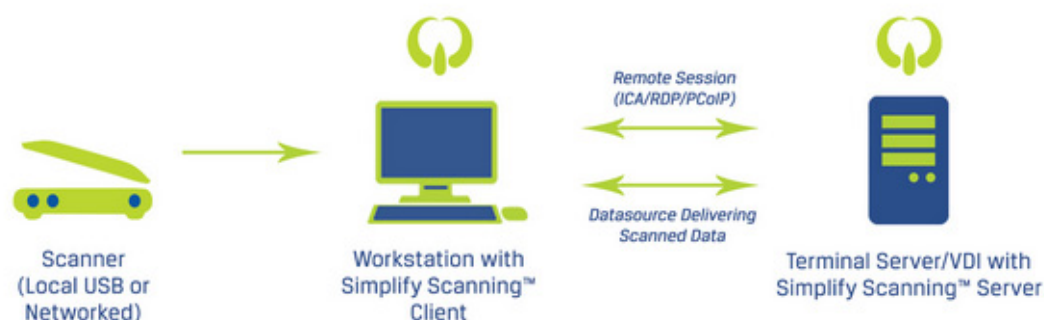 Remote Session
(ICA/RDP/PCoIP)
Datasource Delivering
Scanned Data
Scanner
(Local USB or
Networked)
Workstation with
Simplify Scanning™
Client
Terminal Server/VDI with
Simplify Scanning™ Server